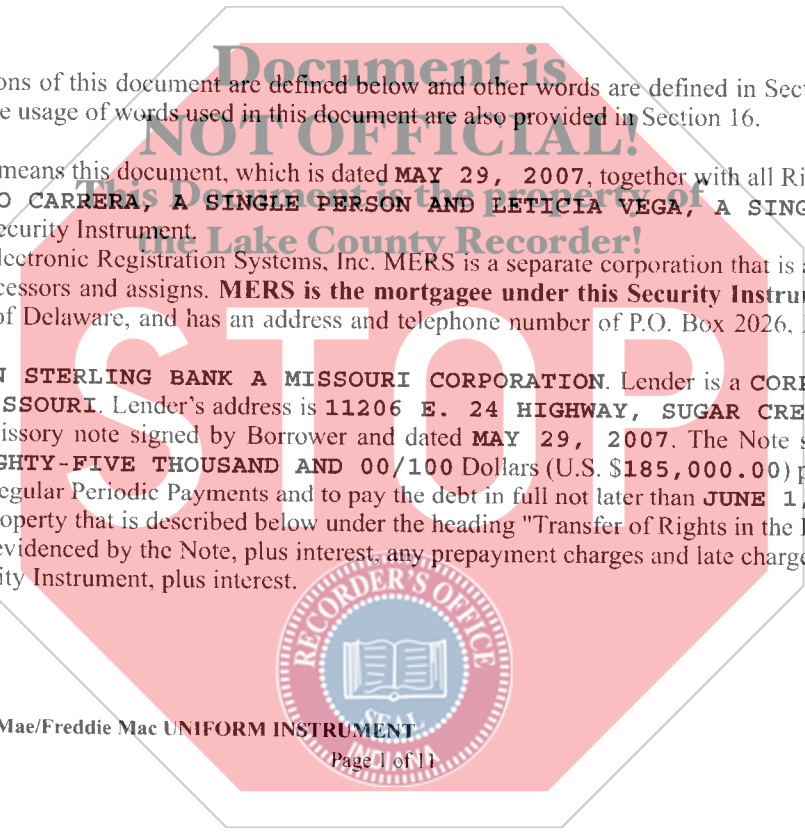 Document is
ons of this document are defined below and other words are defined in Sect
e usage of words used in this document are also provided in Section 16.
NOT OFFICIAL!
means this document, which is dated MAY 29, 2007, together with all Ri
This Document is the property of
O CARRERA, A SINGLE PERSON AND LETICIA VEGA, A SING
ecurity Instrument.
the Lake County Recorder!
lectronic Registration Systems, Inc. MERS is a separate corporation that is a
cessors and assigns. MERS is the mortgagee under this Security Instru
of Delaware, and has an address and telephone number of P.O. Box 2026,
STOP
N STERLING BANK A MISSOURI CORPORATION. Lender is a CORP
SSOURI. Lender's address is 11206 E. 24 HIGHWAY, SUGAR CRE
issory note signed by Borrower and dated MAY 29, 2007. The Note s
GHTY-FIVE THOUSAND AND 00/100 Dollars (U.S. $185,000.00) p
egular Periodic Payments and to pay the debt in full not later than JUNE 1,
operty that is described below under the heading "Transfer of Rights in the P
evidenced by the Note, plus interest, any prepayment charges and late charge
ity Instrument, plus interest.
RECORDER'S OFFICE
SEAL
INDIANA
Mae/Freddie Mac UNIFORM INSTRUMENT
Page 1 of 11